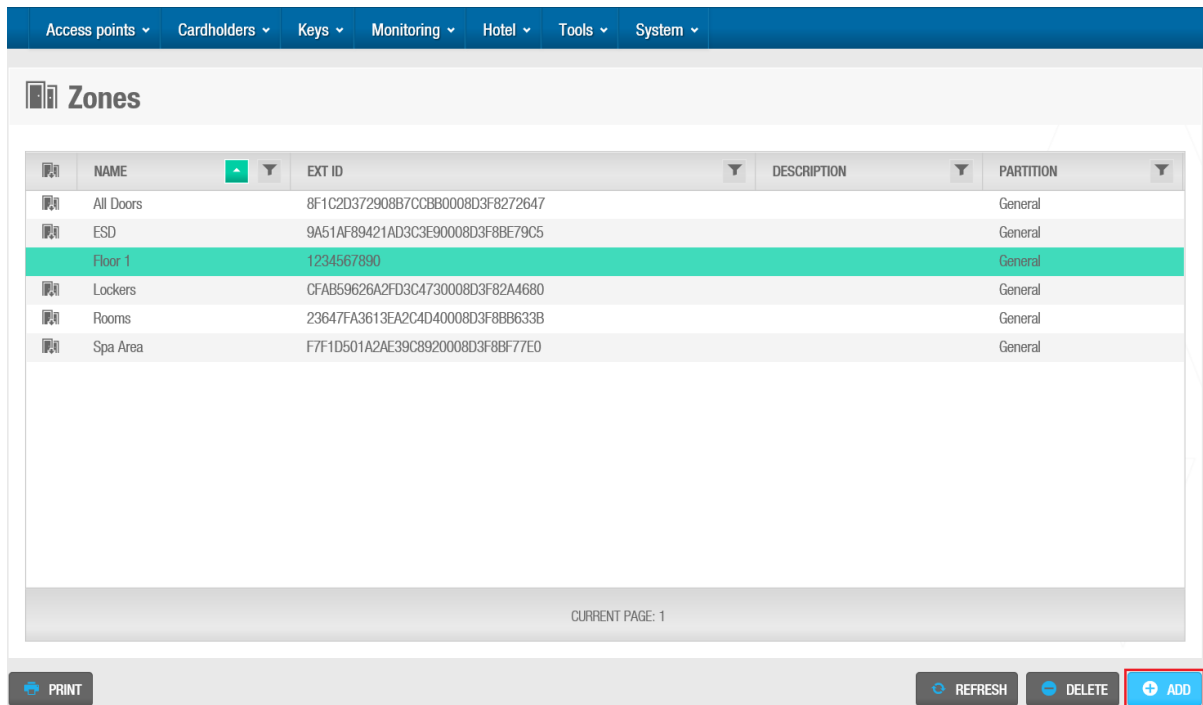 Access points Cardholders Keys Monitoring Hotel Tools System
Zones
NAME EXT ID DESCRIPTION PARTITION
All Doors 8F1C2D372908B7CCBB0008D3F8272647 General
ESD 9A51AF89421AD3C3E90008D3F8BE79C5 General
Floor 1 1234567890 General
Lockers CFAB59626A2FD3C4730008D3F82A4680 General
Rooms 23647FA3613EA2C4D40008D3F8BB633B General
Spa Area F7F1D501A2AE39C8920008D3F8BF77E0 General
CURRENT PAGE: 1
PRINT REFRESH DELETE ADD